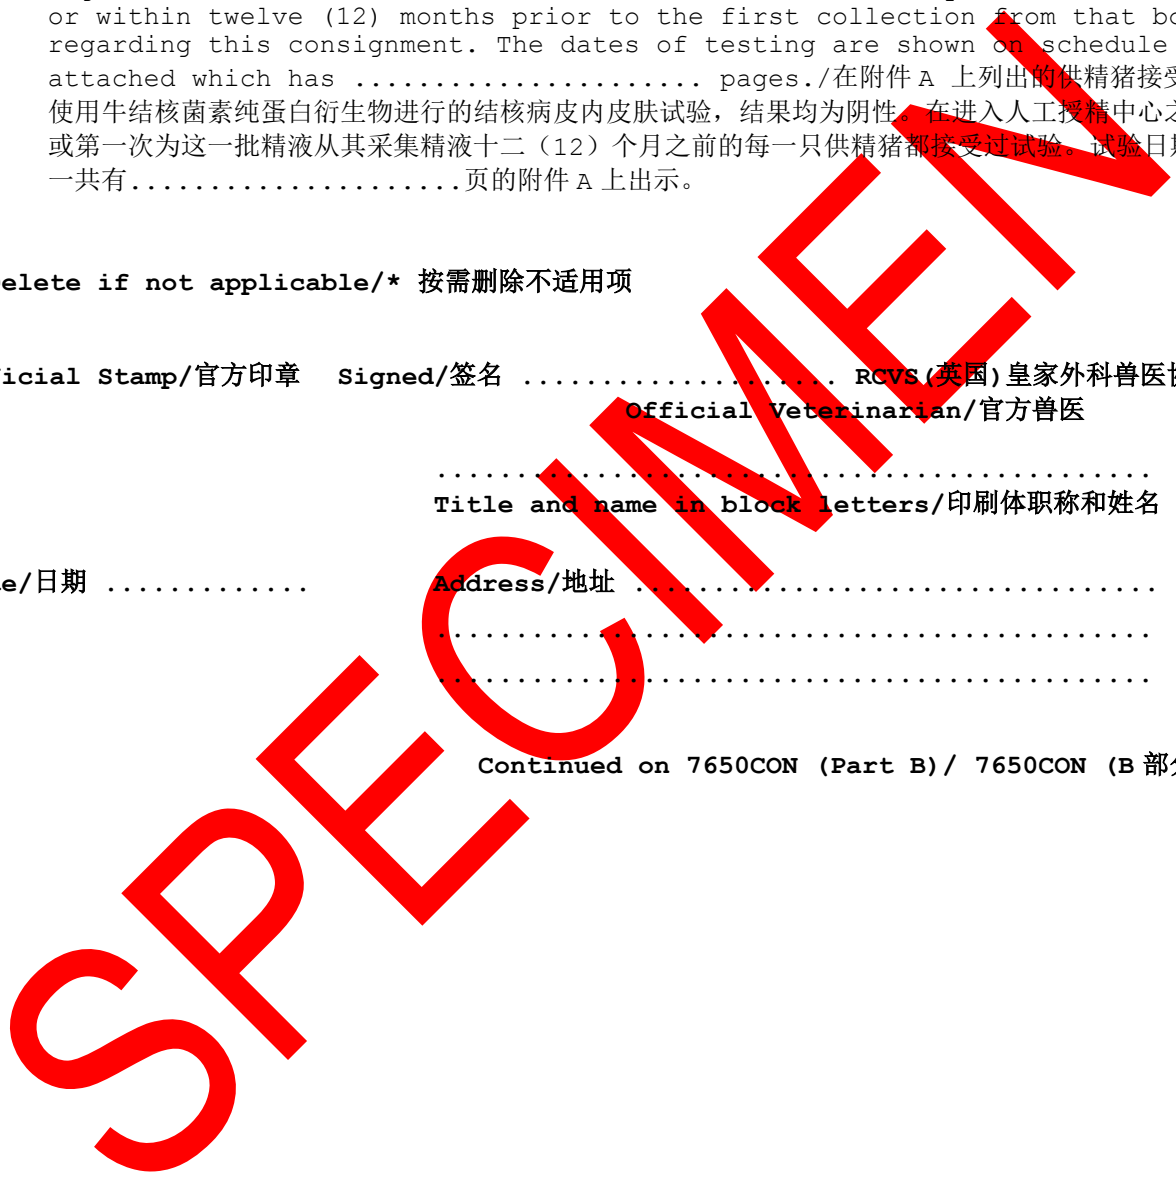 or within twelve (12) months prior to the first collection from that bo
regarding this consignment. The dates of testing are shown on schedule
attached which has ...................... pages./在附件 A 上列出的供精猪接受
使用牛结核菌素纯蛋白衍生物进行的结核病皮内皮肤试验，结果均为阴性。在进入人工授精中心之
或第一次为这一批精液从其采集精液十二（12）个月之前的每一只供精猪都接受过试验。试验日期
一共有.....................页的附件 A 上出示。
elete if not applicable/* 按需删除不适用项
icial Stamp/官方印章 Signed/签名 .................... RCVS(英国)皇家外科兽医协
Official Veterinarian/官方兽医
..............................................
Title and name in block letters/印刷体职称和姓名
e/日期 ............. Address/地址 ..................................
..............................................
..............................................
Continued on 7650CON (Part B)/ 7650CON (B 部分
SPECIMEN